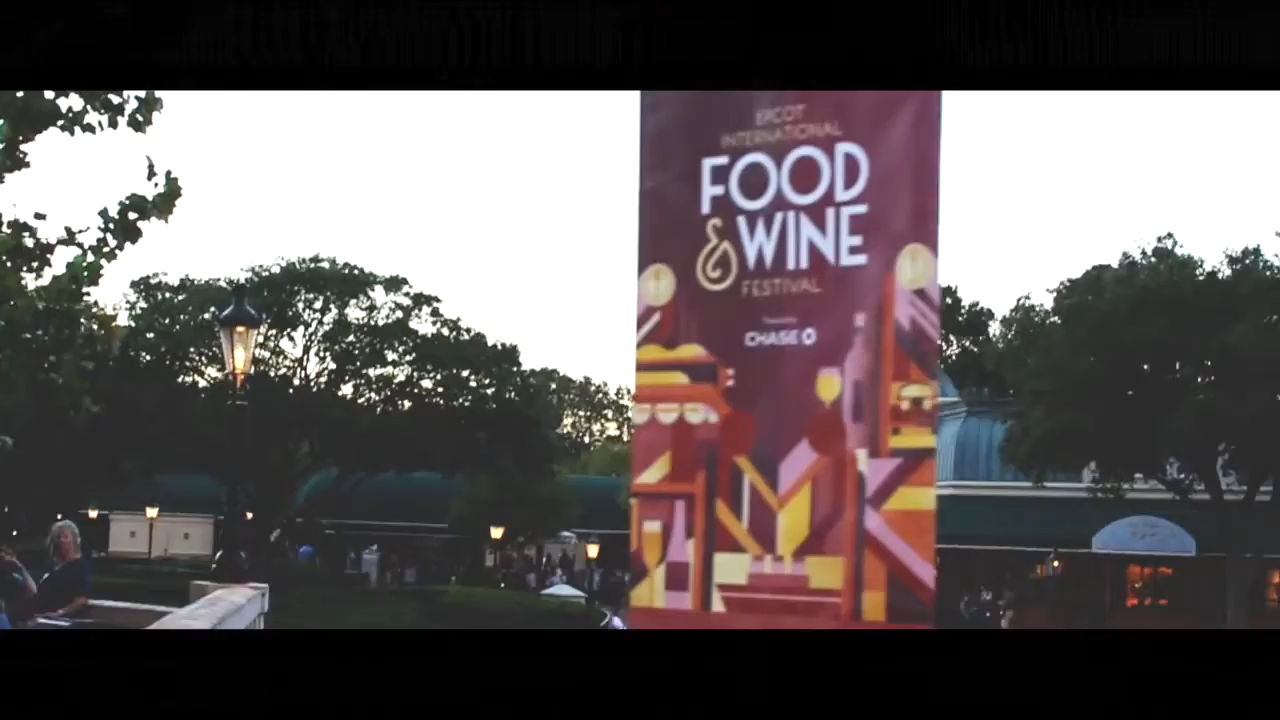 EPCOT
INTERNATIONAL
FOOD
& WINE
FESTIVAL
CHASE